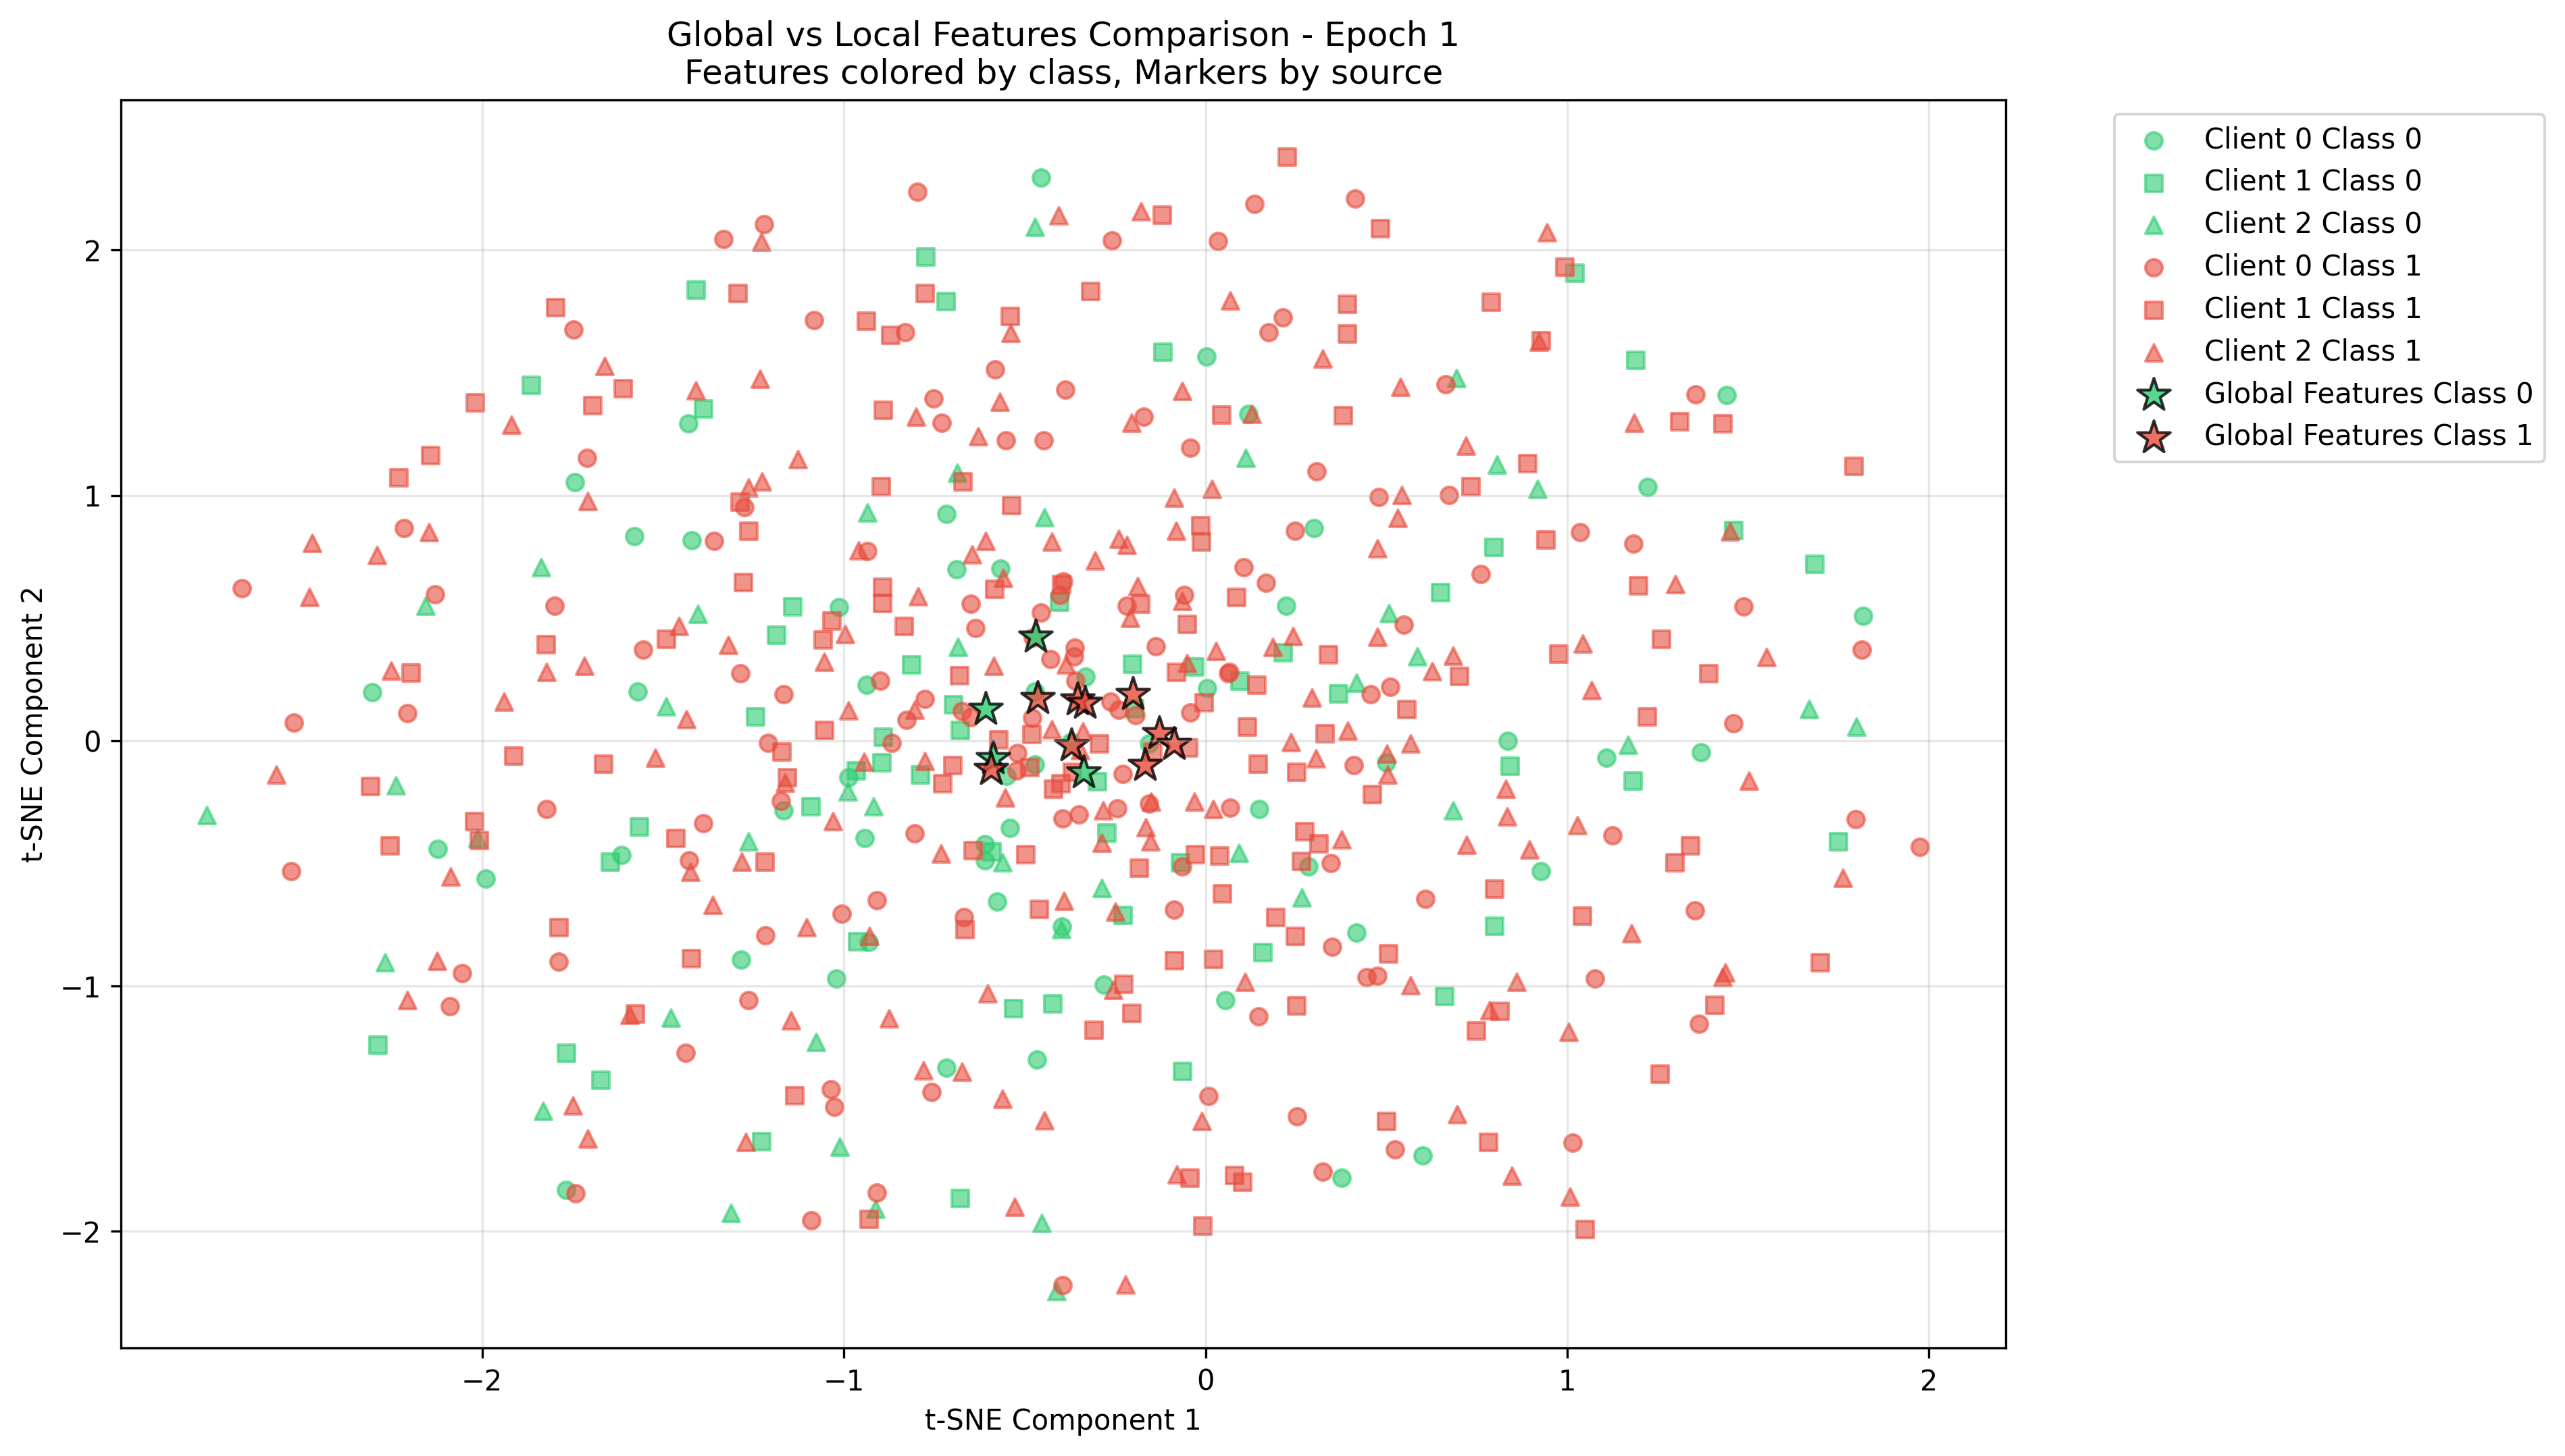 Global vs Local Features Comparison - Epoch 1
Features colored by class, Markers by source
t-SNE Component 2
2
1
0
−1
−2
−2
−1
0
1
2
t-SNE Component 1
Client 0 Class 0
Client 1 Class 0
Client 2 Class 0
Client 0 Class 1
Client 1 Class 1
Client 2 Class 1
Global Features Class 0
Global Features Class 1